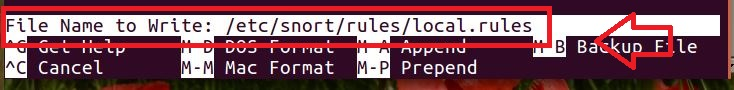 File Name to Write: /etc/snort/rules/local.rules
^G Get Help M-D DOS Format M-A Append M-B Backup File
^C Cancel M-M Mac Format M-P Prepend